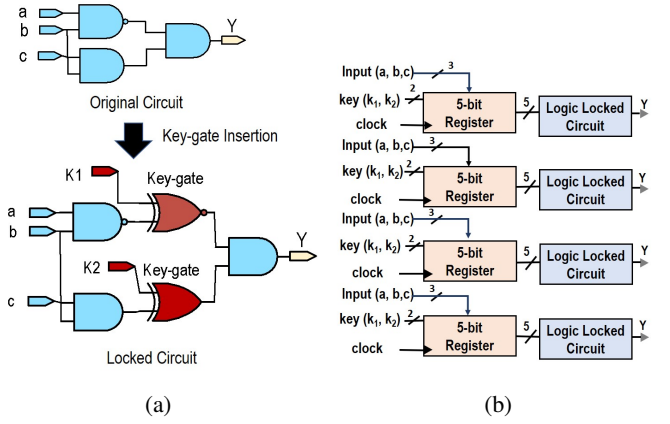 a
b
c
Y
Original Circuit
Key-gate Insertion
K1
Key-gate
a
b
Y
K2
Key-gate
c
Locked Circuit
(a)
Input (a, b,c)
3
key (k₁, k₂)
2
clock
5-bit
Register
5
Logic Locked
Circuit
Y
Input (a, b,c)
3
key (k₁, k₂)
2
clock
5-bit
Register
5
Logic Locked
Circuit
Y
Input (a, b,c)
3
key (k₁, k₂)
2
clock
5-bit
Register
5
Logic Locked
Circuit
Y
Input (a, b,c)
3
key (k₁, k₂)
2
clock
5-bit
Register
5
Logic Locked
Circuit
Y
(b)